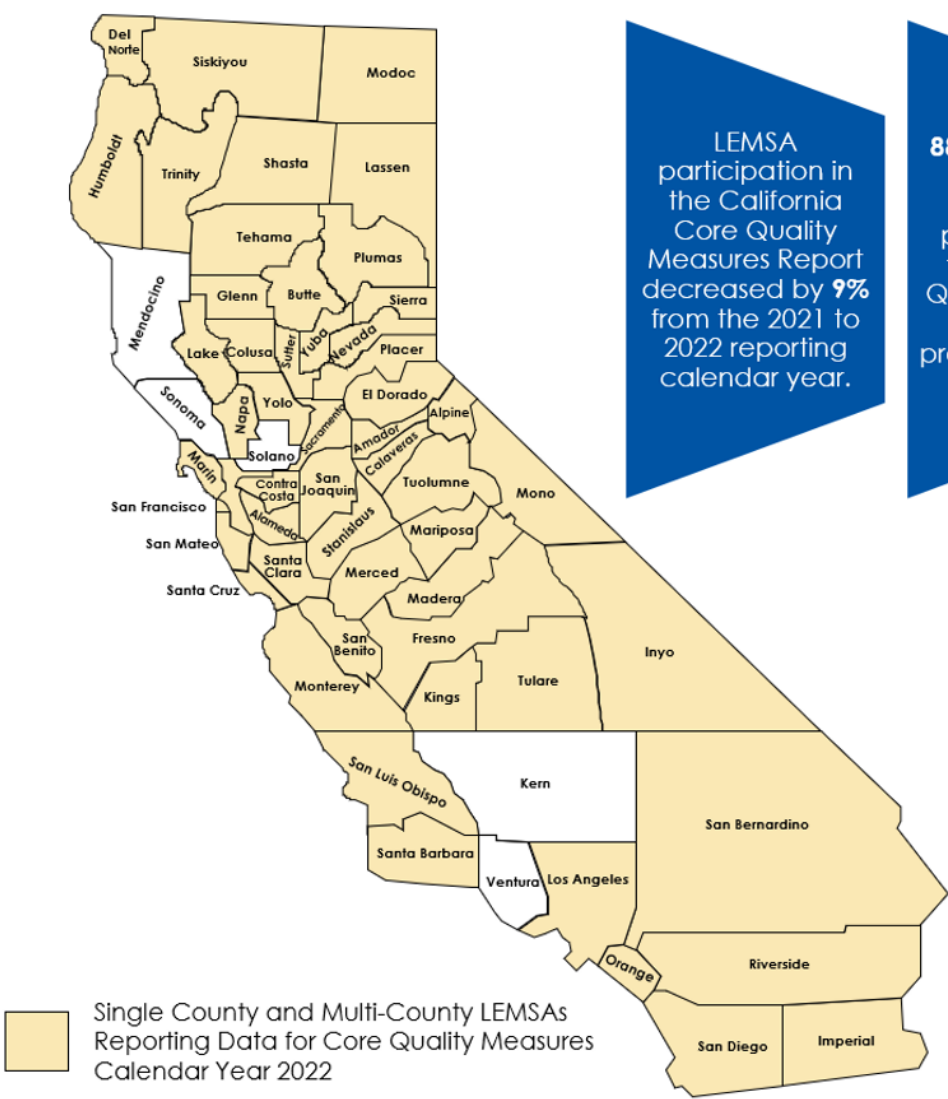 Del
Norte
Siskiyou
Modoc
Humboldt
Trinity
Shasta
Lassen
Tehama
Plumas
Glenn
Butte
Sierra
Mendocino
Lake
Colusa
Sutter
Yuba
Nevada
Placer
Sonoma
Napa
Yolo
Sacramento
El Dorado
Alpine
Solano
Amador
Calaveras
Marin
Contra
Costa
San
Joaquin
Tuolumne
Mono
San Francisco
Alameda
Stanislaus
Mariposa
San Mateo
Santa
Clara
Merced
Santa Cruz
Madera
San
Benito
Fresno
Inyo
Monterey
Kings
Tulare
San Luis Obispo
Kern
San Bernardino
Santa Barbara
Ventura
Los Angeles
Orange
Riverside
San Diego
Imperial
LEMSA
participation in
the California
Core Quality
Measures Report
decreased by 9%
from the 2021 to
2022 reporting
calendar year.
Single County and Multi-County LEMSAs
Reporting Data for Core Quality Measures
Calendar Year 2022